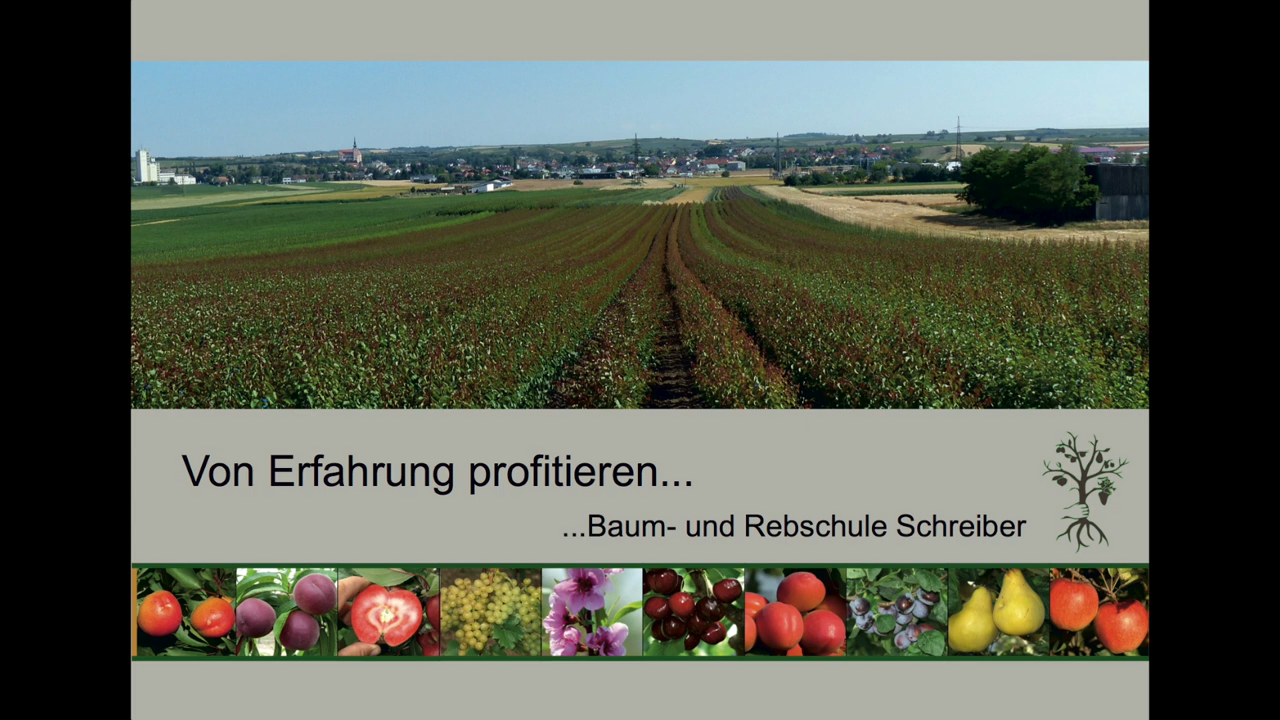 Von Erfahrung profitieren...
...Baum- und Rebschule Schreiber